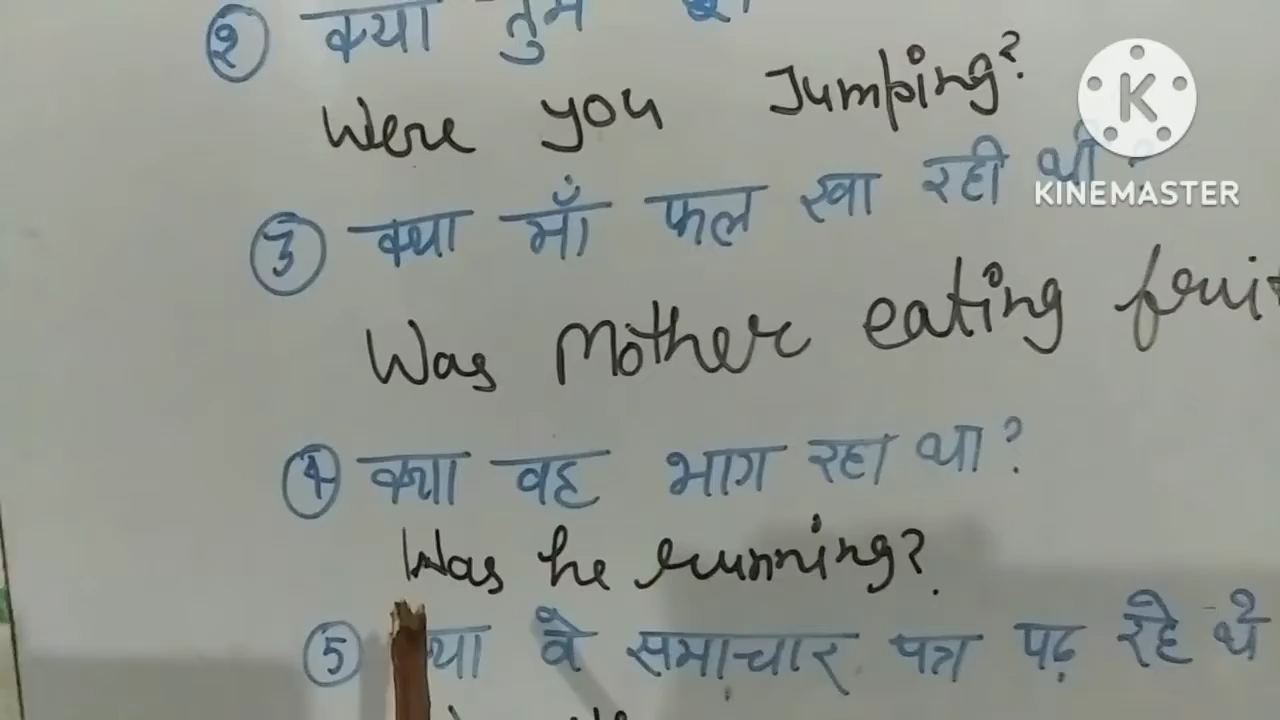 ② क्या तुम
Were you Jumping?
③ क्या माँ फल खा रही थी ?
Was Mother eating fruit
④ क्या वह भाग रहा था?
Was he running?
⑤ क्या वे समाचार पत्र पढ़ रहे थे
K
KINEMASTER